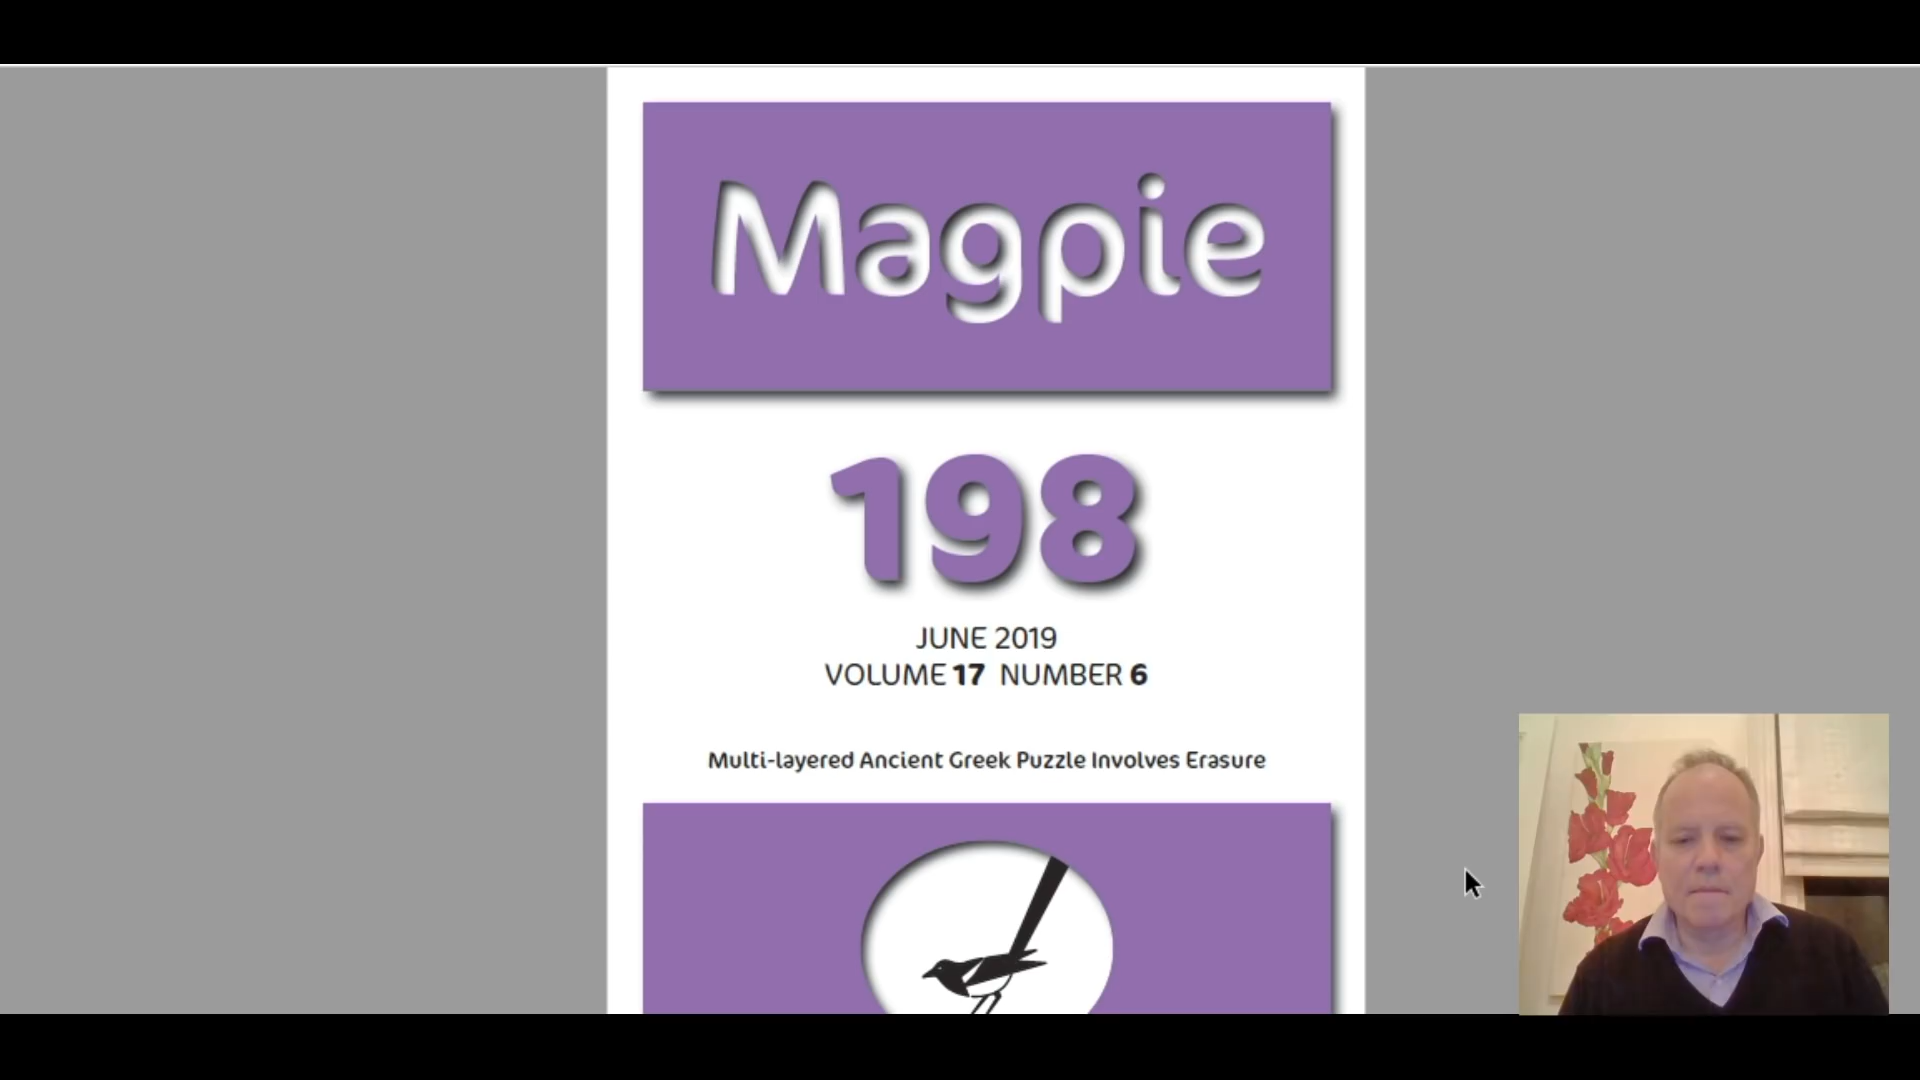 Magpie
198
JUNE 2019
VOLUME 17 NUMBER 6
Multi-layered Ancient Greek Puzzle Involves Erasure